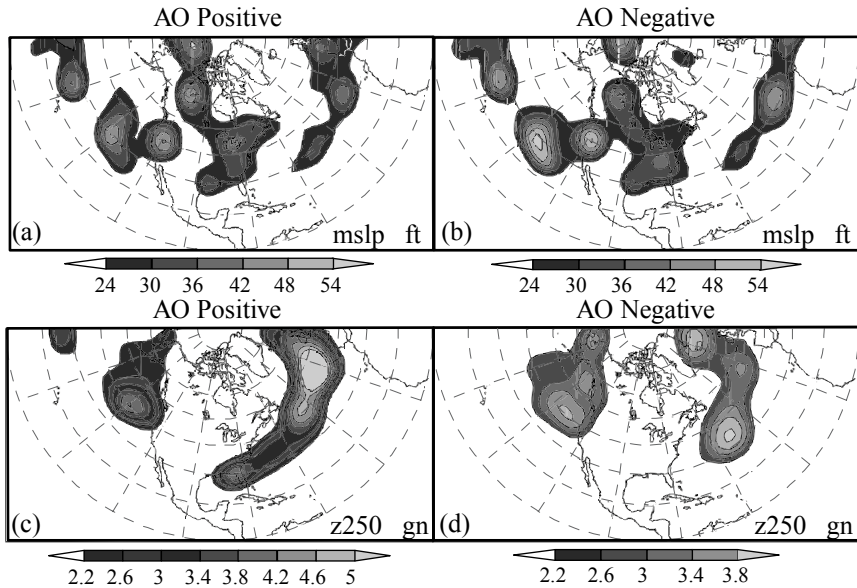 AO Positive
AO Negative
(a)
mslp ft
(b)
mslp ft
24 30 36 42 48 54
24 30 36 42 48 54
AO Positive
AO Negative
(c)
z250 gn
(d)
z250 gn
2.2 2.6 3 3.4 3.8 4.2 4.6 5
2.2 2.6 3 3.4 3.8